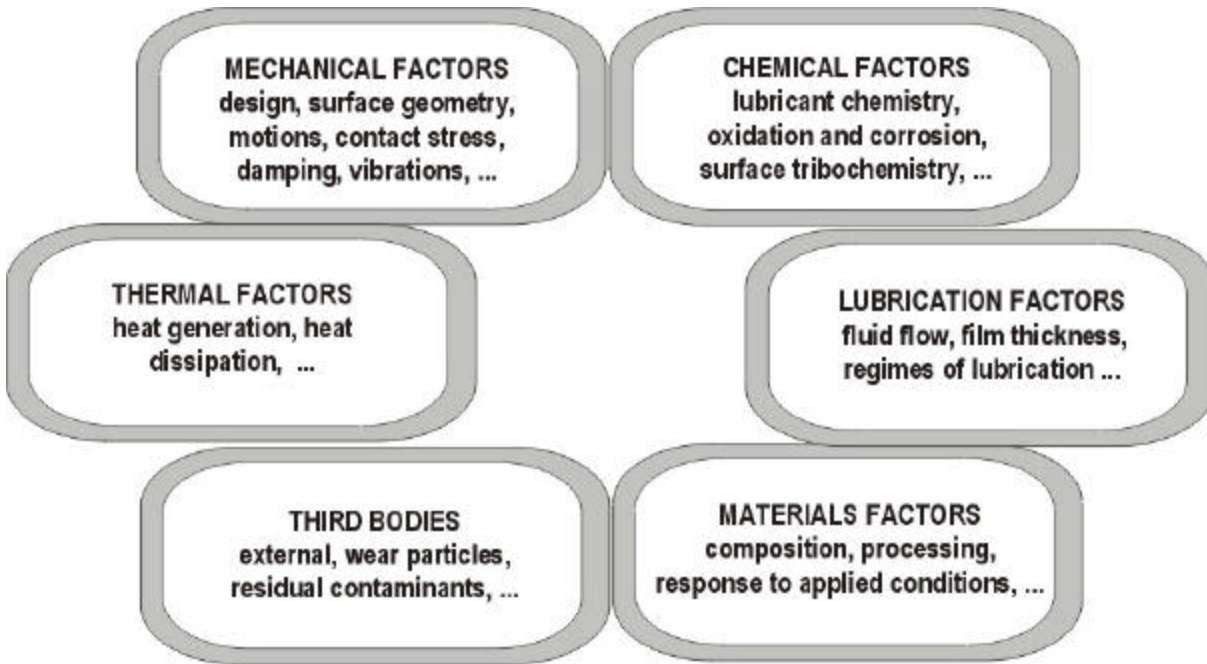 MECHANICAL FACTORS
design, surface geometry,
motions, contact stress,
damping, vibrations, ...
CHEMICAL FACTORS
lubricant chemistry,
oxidation and corrosion,
surface tribochemistry, ...
THERMAL FACTORS
heat generation, heat
dissipation, ...
LUBRICATION FACTORS
fluid flow, film thickness,
regimes of lubrication ...
THIRD BODIES
external, wear particles,
residual contaminants, ...
MATERIALS FACTORS
composition, processing,
response to applied conditions, ...